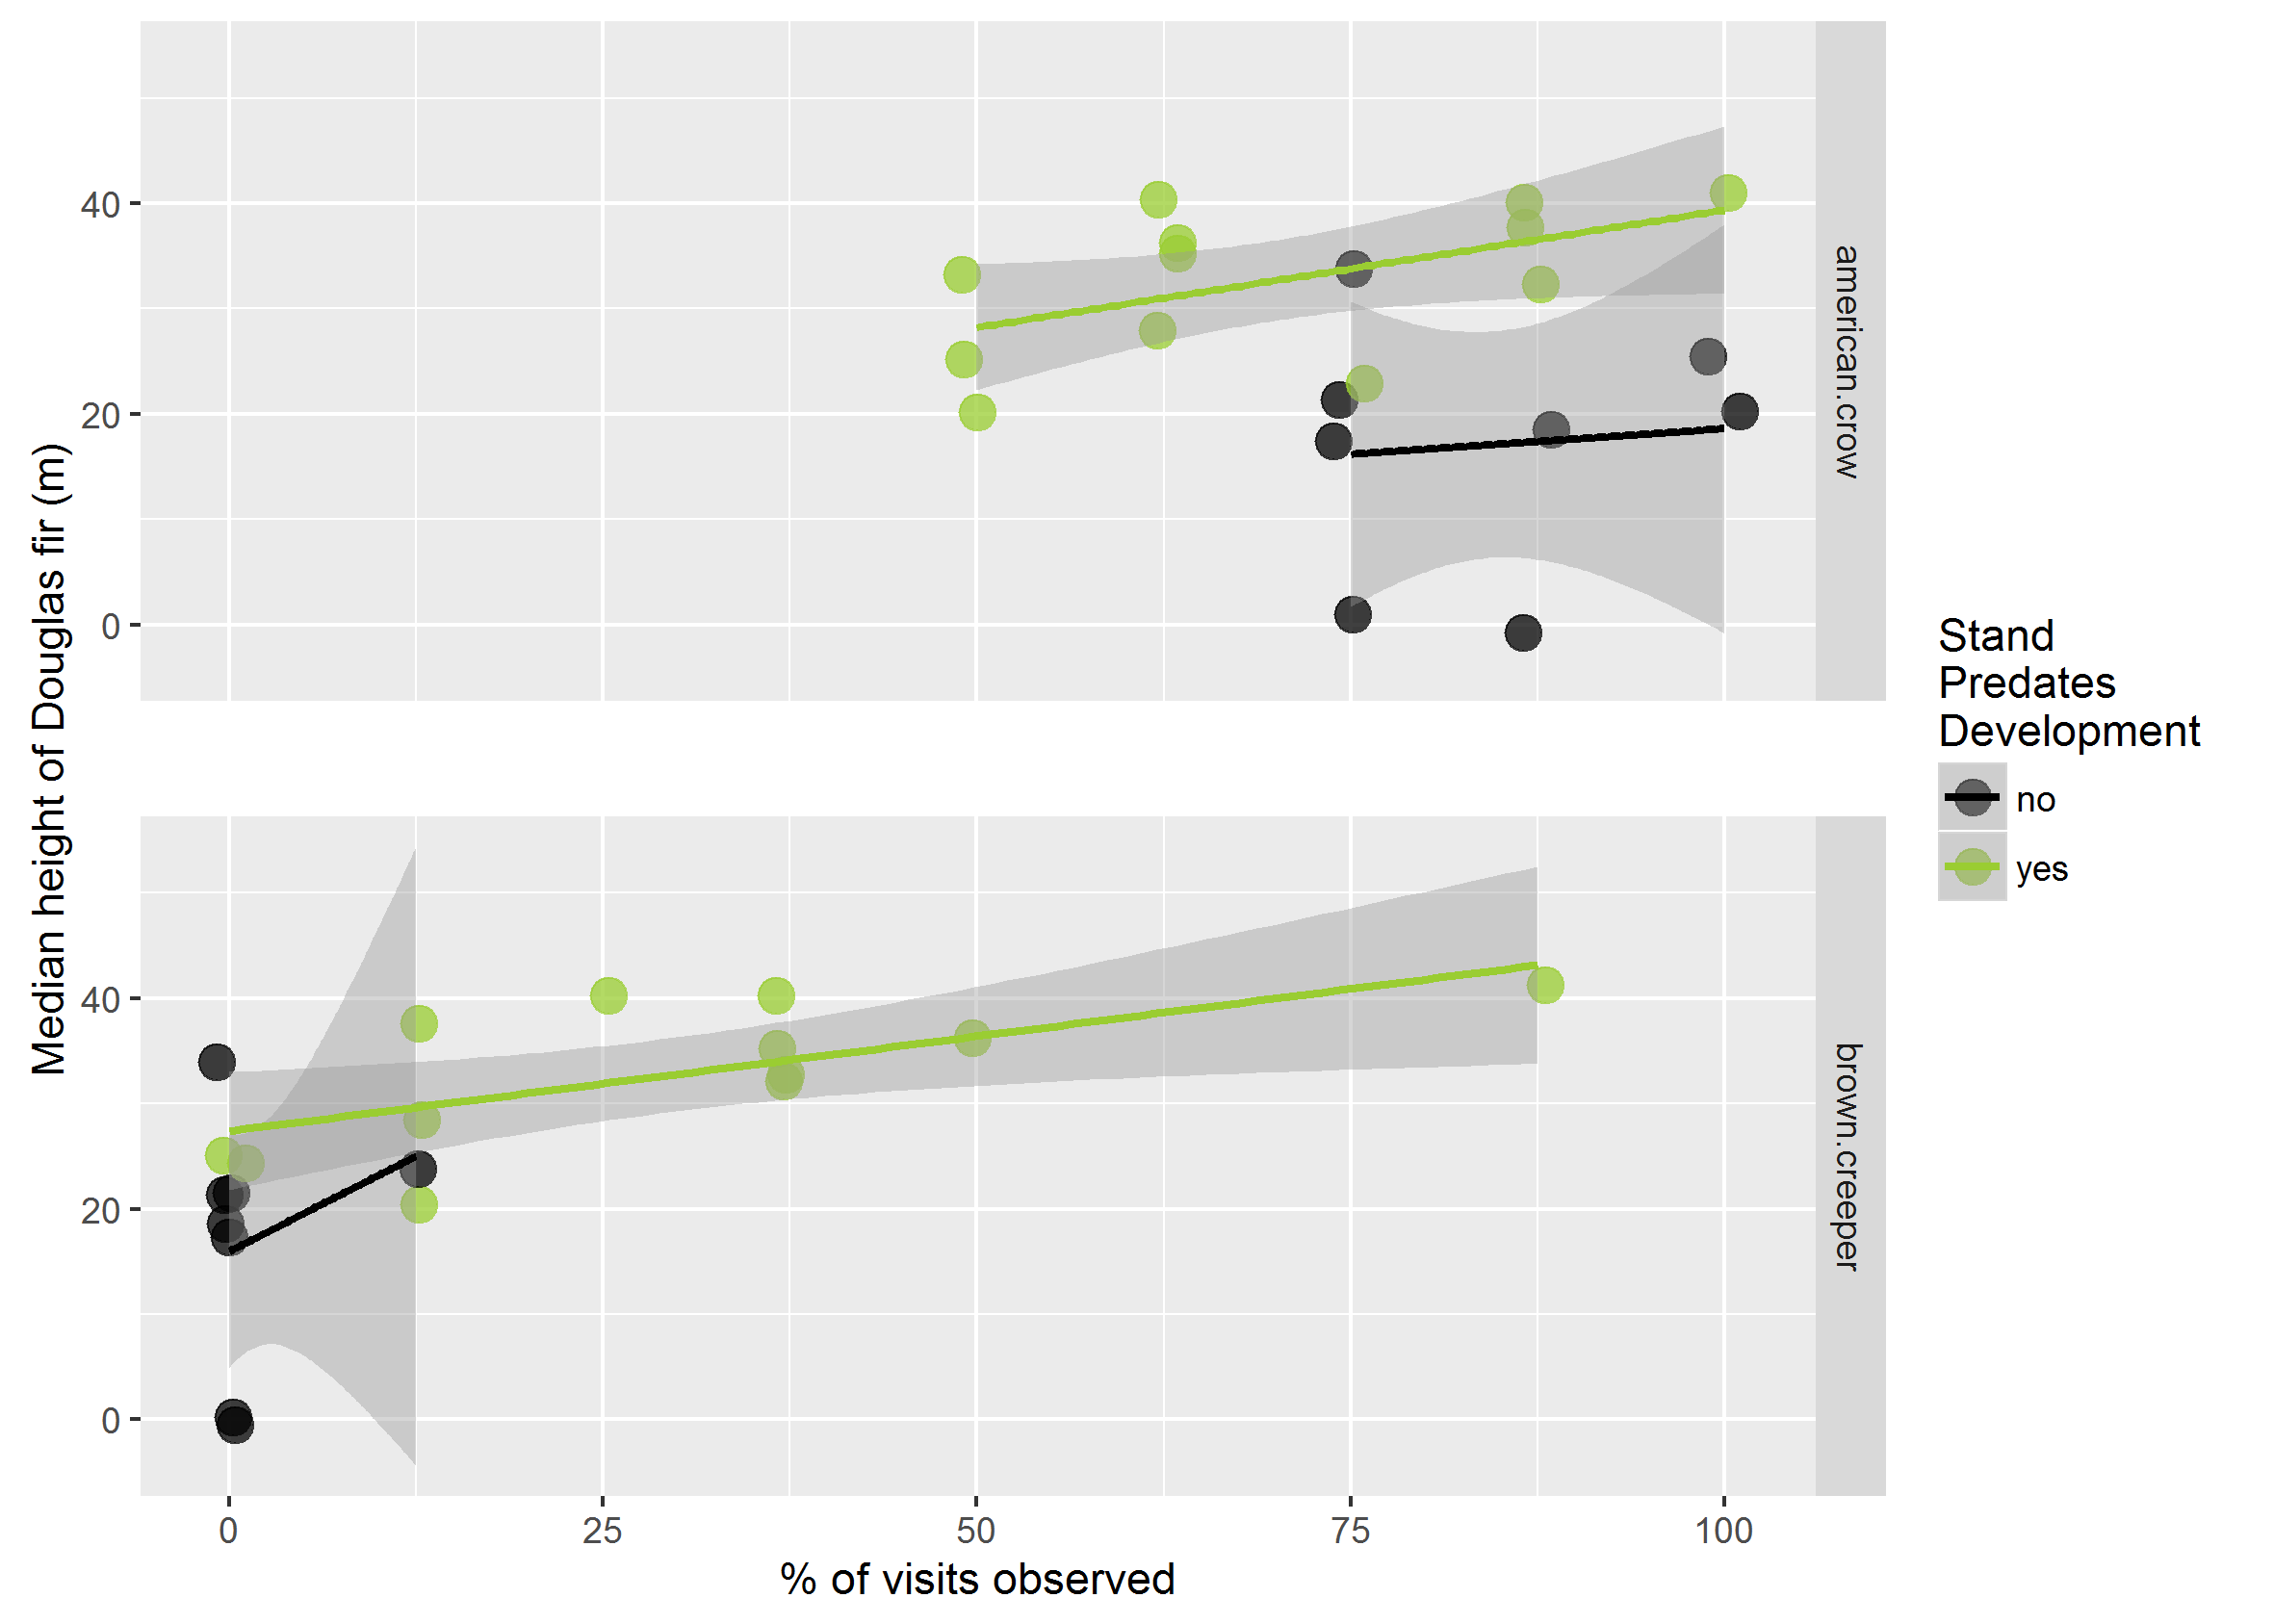 Median height of Douglas fir (m)
40
20
0
american.crow
40
20
0
brown.creeper
0 25 50 75 100
% of visits observed
Stand
Predates
Development
no
yes